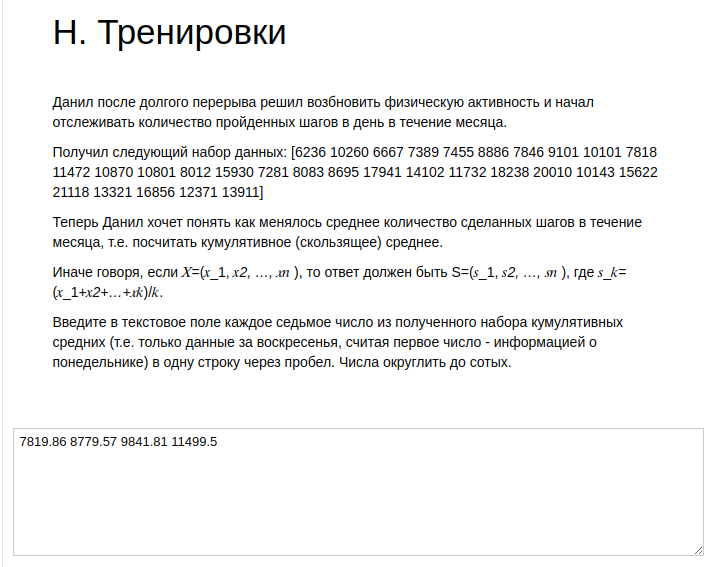 Н. Тренировки
Данил после долгого перерыва решил возбновить физическую активность и начал
отслеживать количество пройденных шагов в день в течение месяца.
Получил следующий набор данных: [6236 10260 6667 7389 7455 8886 7846 9101 10101 7818
11472 10870 10801 8012 15930 7281 8083 8695 17941 14102 11732 18238 20010 10143 15622
21118 13321 16856 12371 13911]
Теперь Данил хочет понять как менялось среднее количество сделанных шагов в течение
месяца, т.е. посчитать кумулятивное (скользящее) среднее.
Иначе говоря, если X=(x_1, x2, …, xn ), то ответ должен быть S=(s_1, s2, …, sn ), где s_k=
(x_1+x2+…+xk)/k.
Введите в текстовое поле каждое седьмое число из полученного набора кумулятивных
средних (т.е. только данные за воскресенья, считая первое число - информацией о
понедельнике) в одну строку через пробел. Числа округлить до сотых.
7819.86 8779.57 9841.81 11499.5